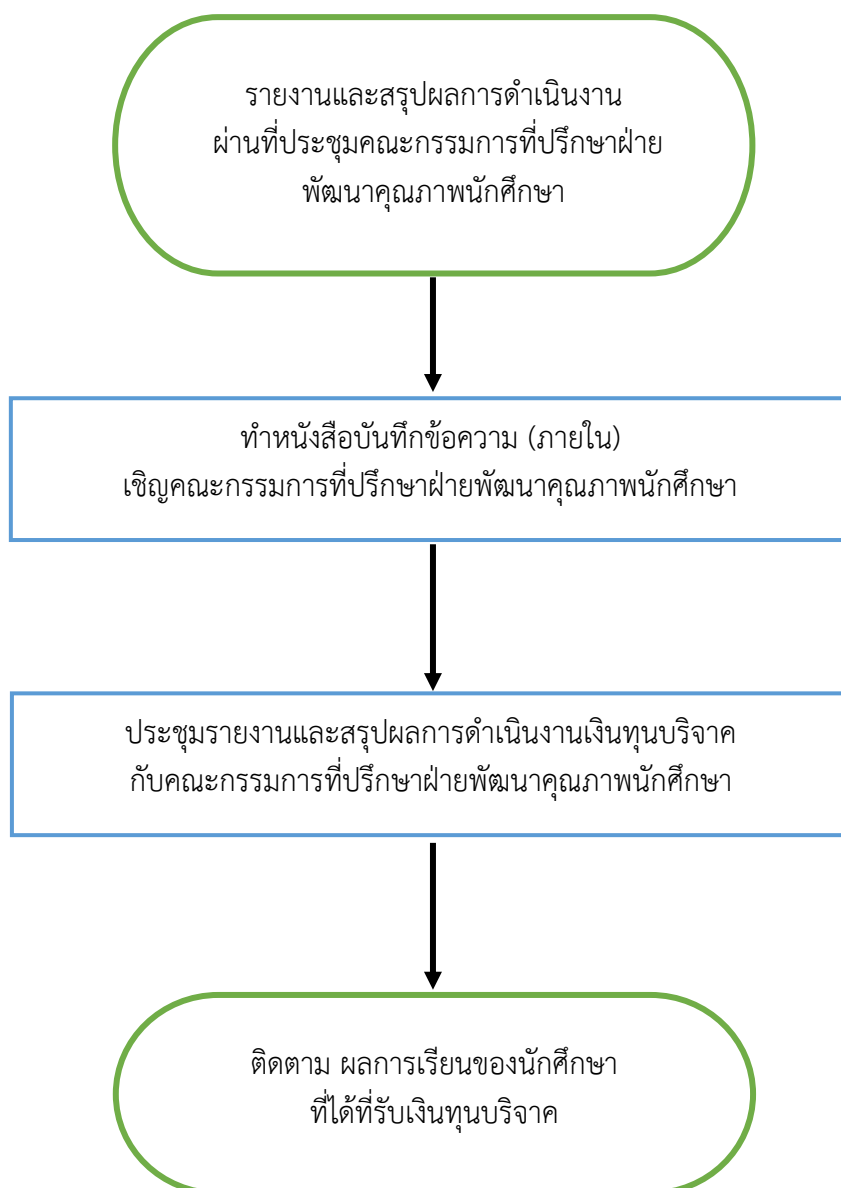 รายงานและสรุปผลการดำเนินงาน
ผ่านที่ประชุมคณะกรรมการที่ปรึกษาฝ่าย
พัฒนาคุณภาพนักศึกษา
ทำหนังสือบันทึกข้อความ (ภายใน)
เชิญคณะกรรมการที่ปรึกษาฝ่ายพัฒนาคุณภาพนักศึกษา
ประชุมรายงานและสรุปผลการดำเนินงานเงินทุนบริจาค
กับคณะกรรมการที่ปรึกษาฝ่ายพัฒนาคุณภาพนักศึกษา
ติดตาม ผลการเรียนของนักศึกษา
ที่ได้ที่รับเงินทุนบริจาค